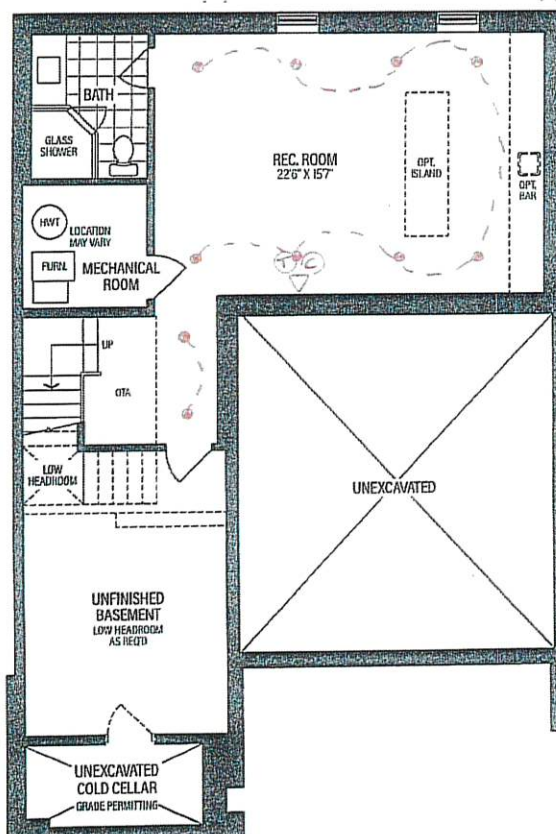 BATH
GLASS
SHOWER
REC. ROOM
22'6" X 15'7"
OPT.
ISLAND
OPT.
BAR
HWT
LOCATION
MAY VARY
FURN.
MECHANICAL
ROOM
T C
UP
OTA
LOW
HEADROOM
UNEXCAVATED
UNFINISHED
BASEMENT
LOW HEADROOM
AS REQ'D
UNEXCAVATED
COLD CELLAR
GRADE PERMITTING